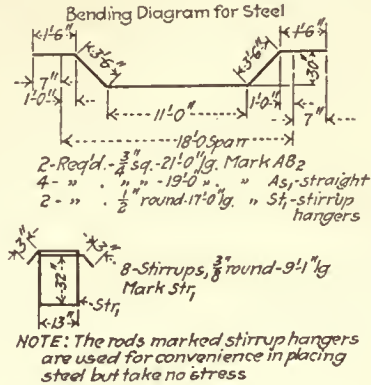 Bending Diagram for Steel
1'-6" 1'-6"
3'-6" 3'-6"
30"
7"
1'-0" 11'-0" 1'-0" 7"
18'-0 Span
2-Req'd.-3/4" sq.-21'-0" lg. Mark AB2
4- " . " " -19'-0" " . As1-straight
2- " . 1/2" round-17'-0" lg. " St1-stirrup
hangers
3" 3"
32"
8-Stirrups, 3/8" round-9'-1" lg
Mark Str1
Str1
13"
NOTE: The rods marked stirrup hangers
are used for convenience in placing
steel but take no stress